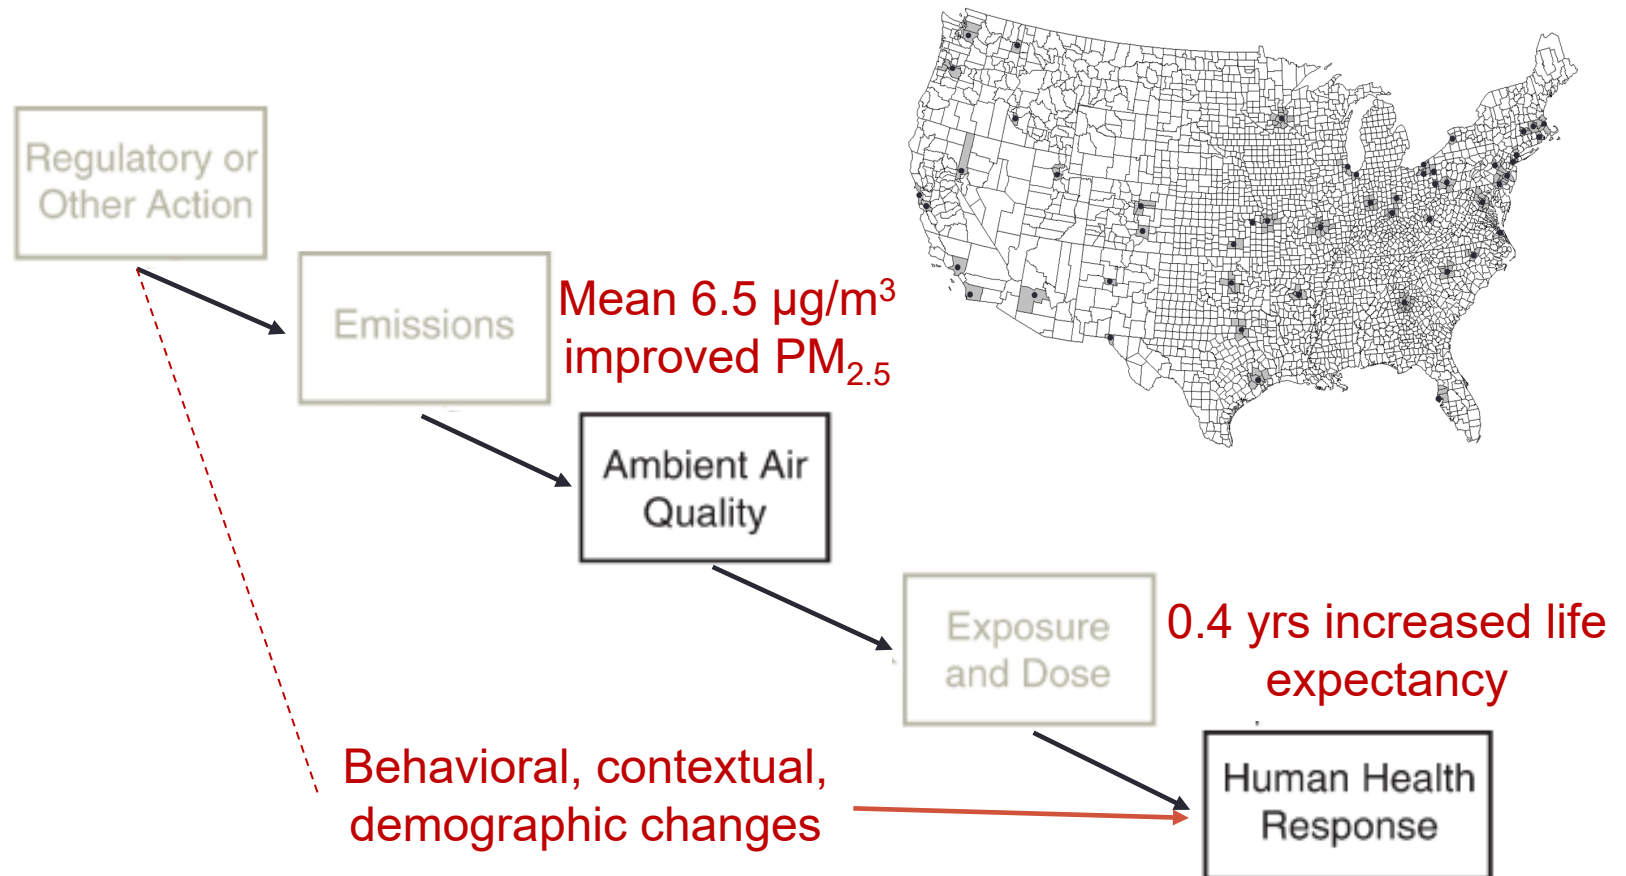 Regulatory or
Other Action
Emissions
Mean 6.5 µg/m³
improved PM₂.₅
Ambient Air
Quality
Exposure
and Dose
0.4 yrs increased life
expectancy
Behavioral, contextual,
demographic changes
Human Health
Response